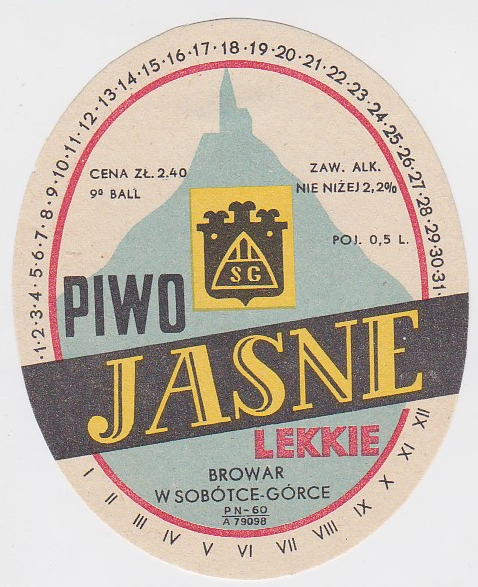 1·2·3·4·5·6·7·8·9·10·11·12·13·14·15·16·17·18·19·20·21·22·23·24·25·26·27·28·29·30·31·
CENA ZŁ. 2.40
9º BALL
ZAW. ALK.
NIE NIŻEJ 2,2%
POJ. 0,5 L.
SG
PIWO
JASNE
LEKKIE
BROWAR
W SOBÓTCE-GÓRCE
PN-60
A 79098
I II III IV V VI VII VIII IX X XI XII